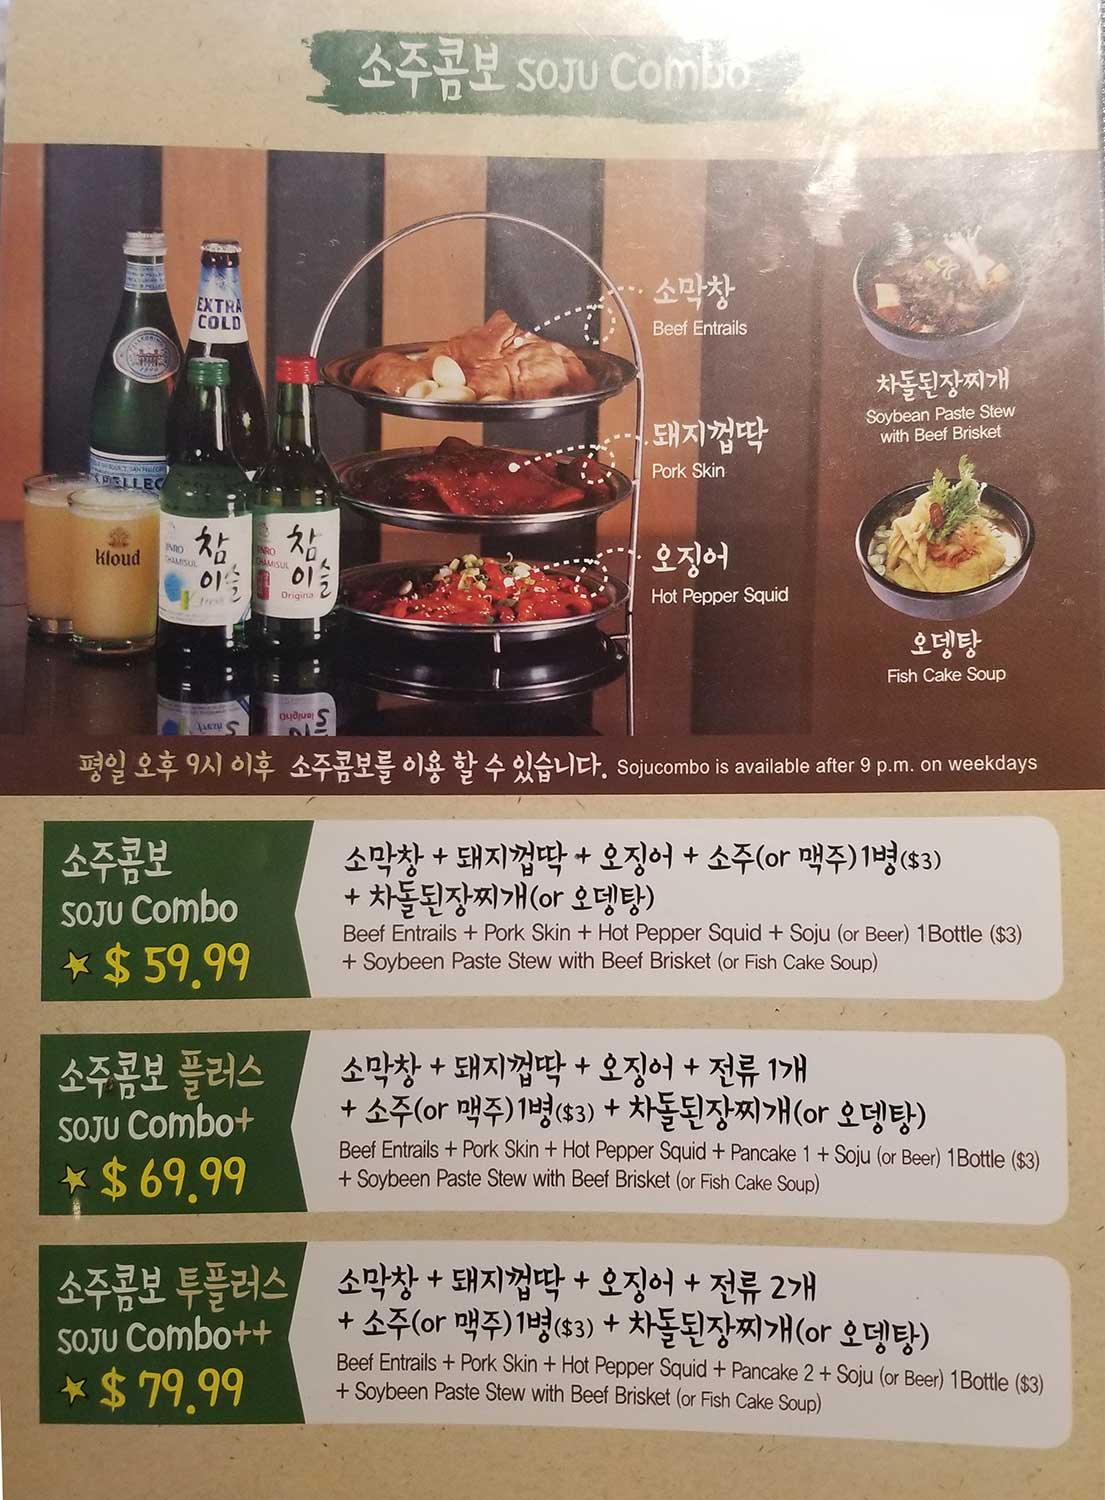 소주콤보 SOJU Combo
EXTRA
COLD
S.PELLEG
Kloud
참
이슬
fresh
참
이슬
Original
소막창
Beef Entrails
돼지껍딱
Pork Skin
오징어
Hot Pepper Squid
차돌된장찌개
Soybean Paste Stew
with Beef Brisket
오뎅탕
Fish Cake Soup
평일 오후 9시 이후 소주콤보를 이용 할 수 있습니다. Sojucombo is available after 9 p.m. on weekdays
소주콤보
SOJU Combo
$ 59.99
소막창 + 돼지껍딱 + 오징어 + 소주(or 맥주)1병($3)
+ 차돌된장찌개(or 오뎅탕)
Beef Entrails + Pork Skin + Hot Pepper Squid + Soju (or Beer) 1Bottle ($3)
+ Soybeen Paste Stew with Beef Brisket (or Fish Cake Soup)
소주콤보 플러스
SOJU Combo+
$ 69.99
소막창 + 돼지껍딱 + 오징어 + 전류 1개
+ 소주(or 맥주)1병($3) + 차돌된장찌개(or 오뎅탕)
Beef Entrails + Pork Skin + Hot Pepper Squid + Pancake 1 + Soju (or Beer) 1Bottle ($3)
+ Soybeen Paste Stew with Beef Brisket (or Fish Cake Soup)
소주콤보 투플러스
SOJU Combo++
$ 79.99
소막창 + 돼지껍딱 + 오징어 + 전류 2개
+ 소주(or 맥주)1병($3) + 차돌된장찌개(or 오뎅탕)
Beef Entrails + Pork Skin + Hot Pepper Squid + Pancake 2 + Soju (or Beer) 1Bottle ($3)
+ Soybeen Paste Stew with Beef Brisket (or Fish Cake Soup)